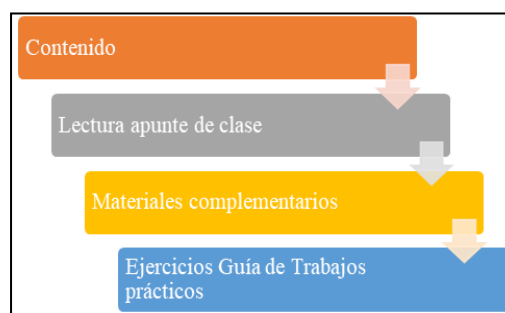 Contenido
Lectura apunte de clase
Materiales complementarios
Ejercicios Guía de Trabajos
prácticos